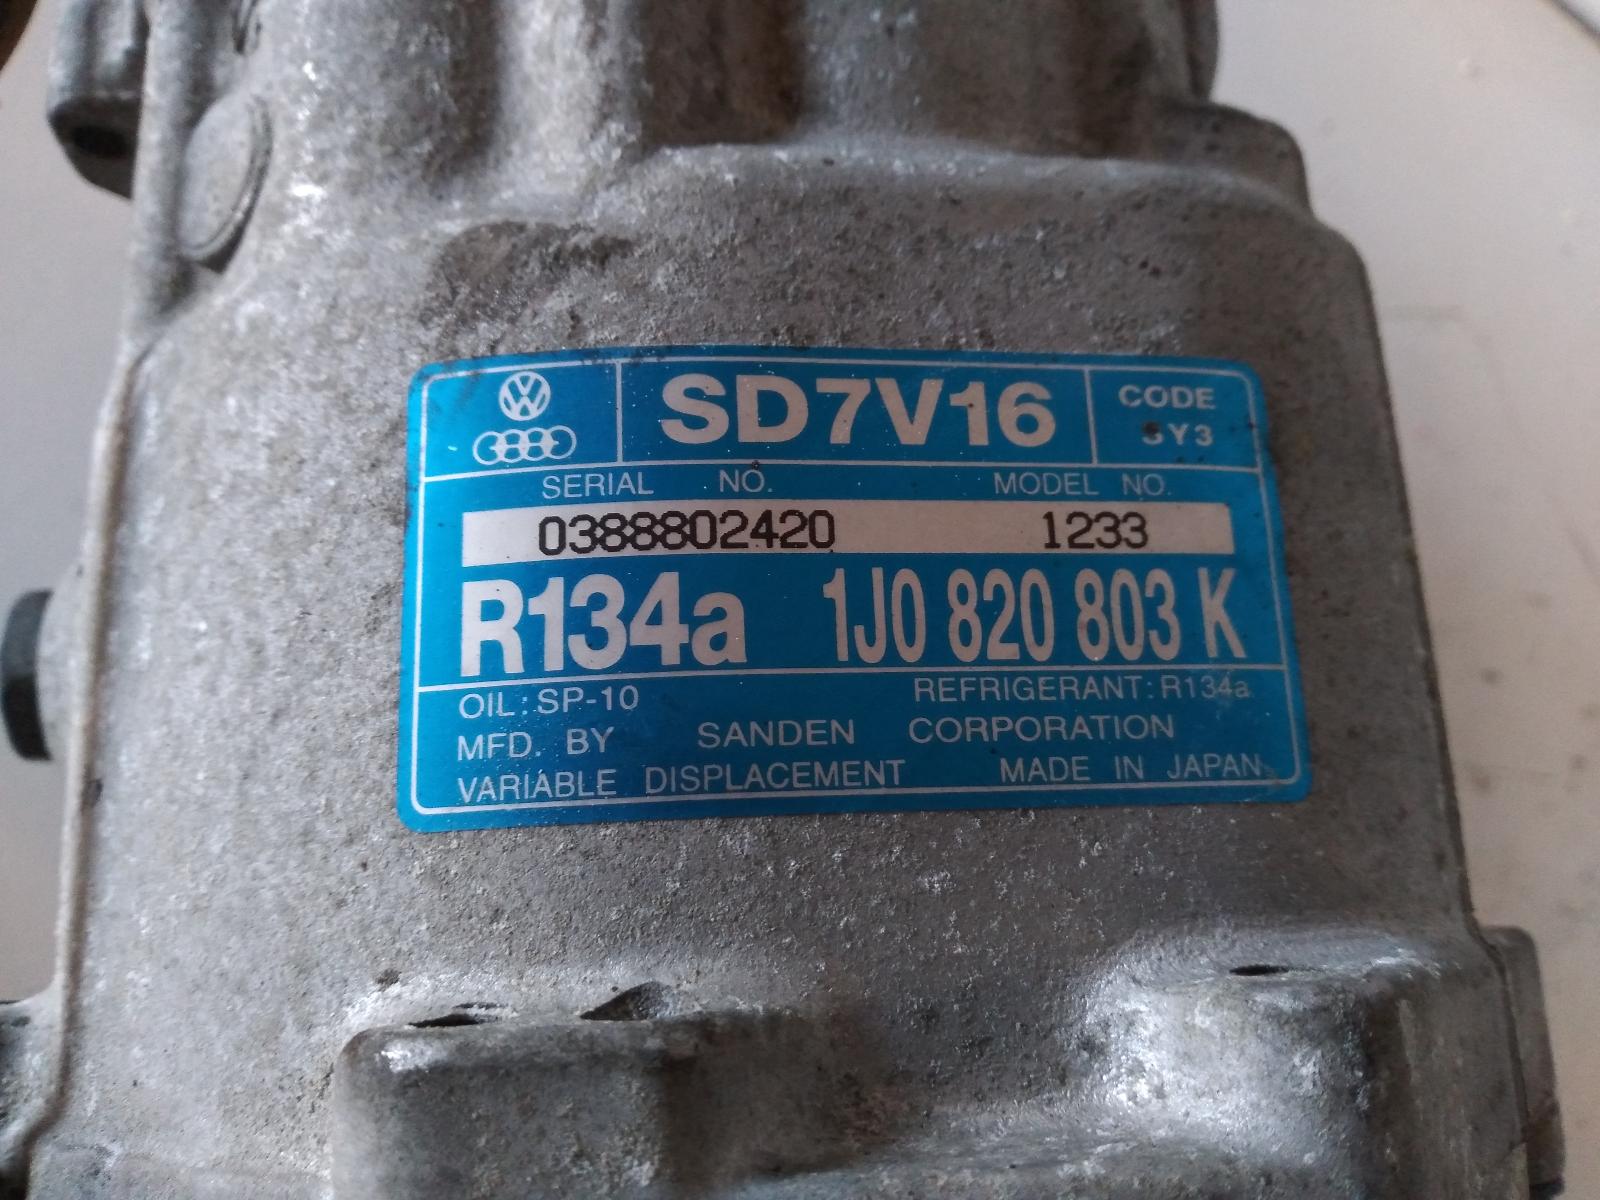 SD7V16
CODE
SERIAL NO.
MODEL NO.
0388802420
1233
R134a
1J0 820 803 K
OIL: SP-10
REFRIGERANT: R134a
MFD. BY SANDEN CORPORATION
VARIABLE DISPLACEMENT
MADE IN JAPAN